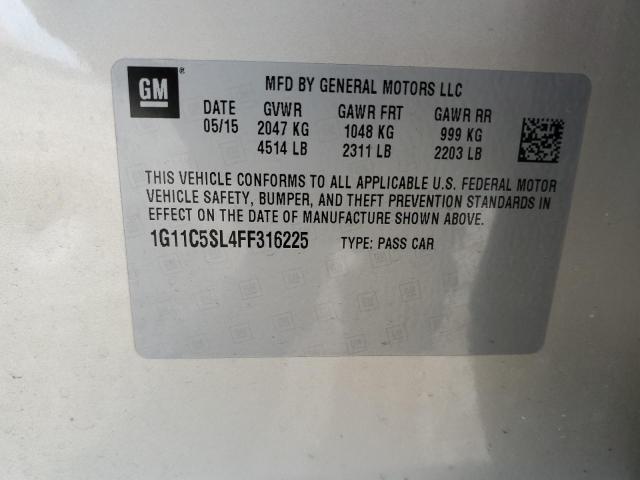 GM ®
MFD BY GENERAL MOTORS LLC
DATE GVWR GAWR FRT GAWR RR
05/15 2047 KG 1048 KG 999 KG
4514 LB 2311 LB 2203 LB
THIS VEHICLE CONFORMS TO ALL APPLICABLE U.S. FEDERAL MOTOR
VEHICLE SAFETY, BUMPER, AND THEFT PREVENTION STANDARDS IN
EFFECT ON THE DATE OF MANUFACTURE SHOWN ABOVE.
1G11C5SL4FF316225 TYPE: PASS CAR